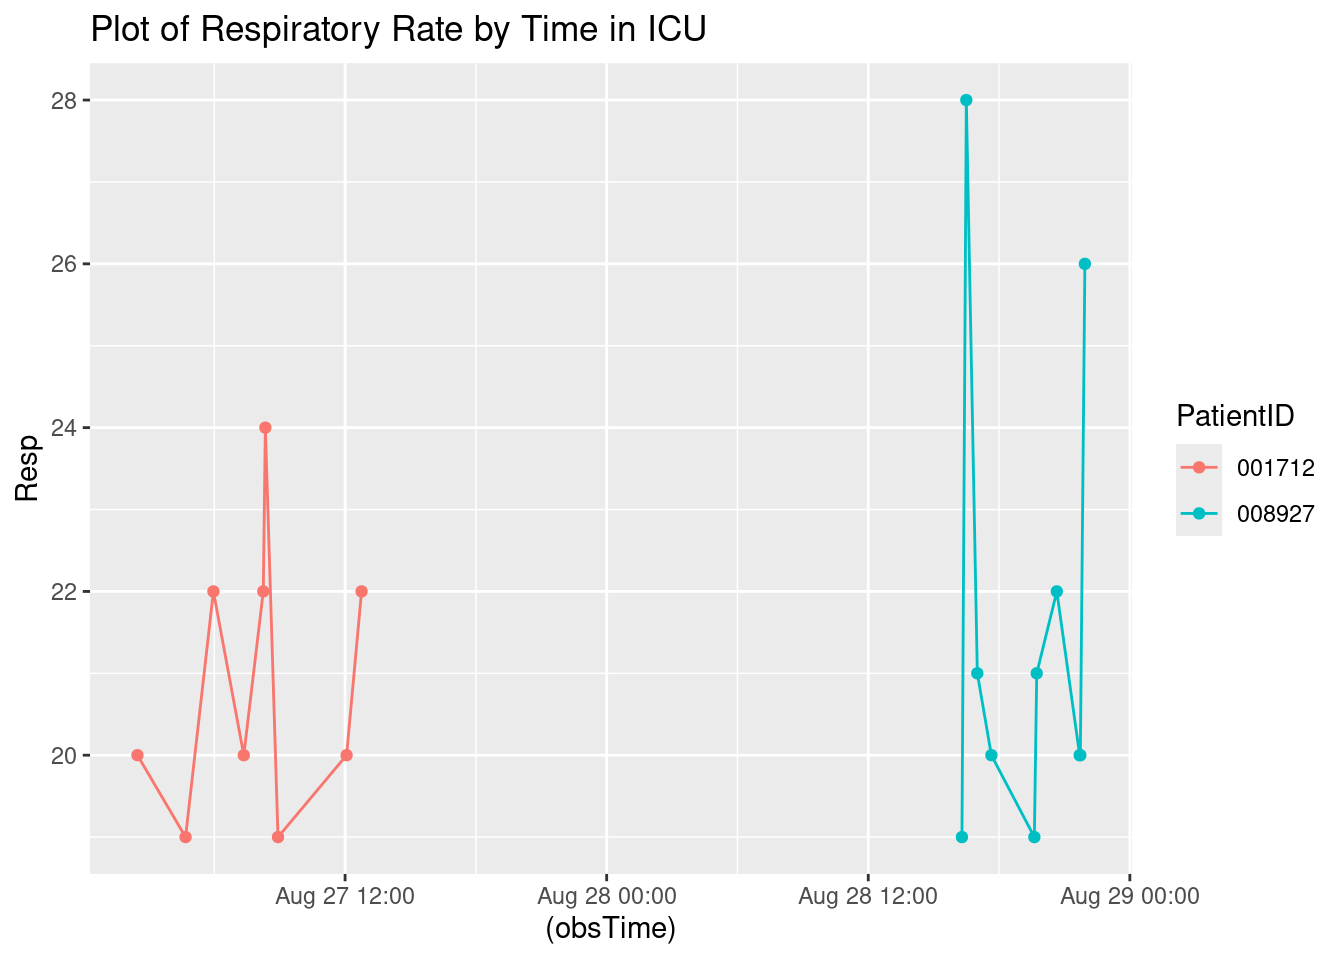 Plot of Respiratory Rate by Time in ICU
28
26
24
22
20
Resp
Aug 27 12:00
Aug 28 00:00
Aug 28 12:00
Aug 29 00:00
(obsTime)
PatientID
001712
008927